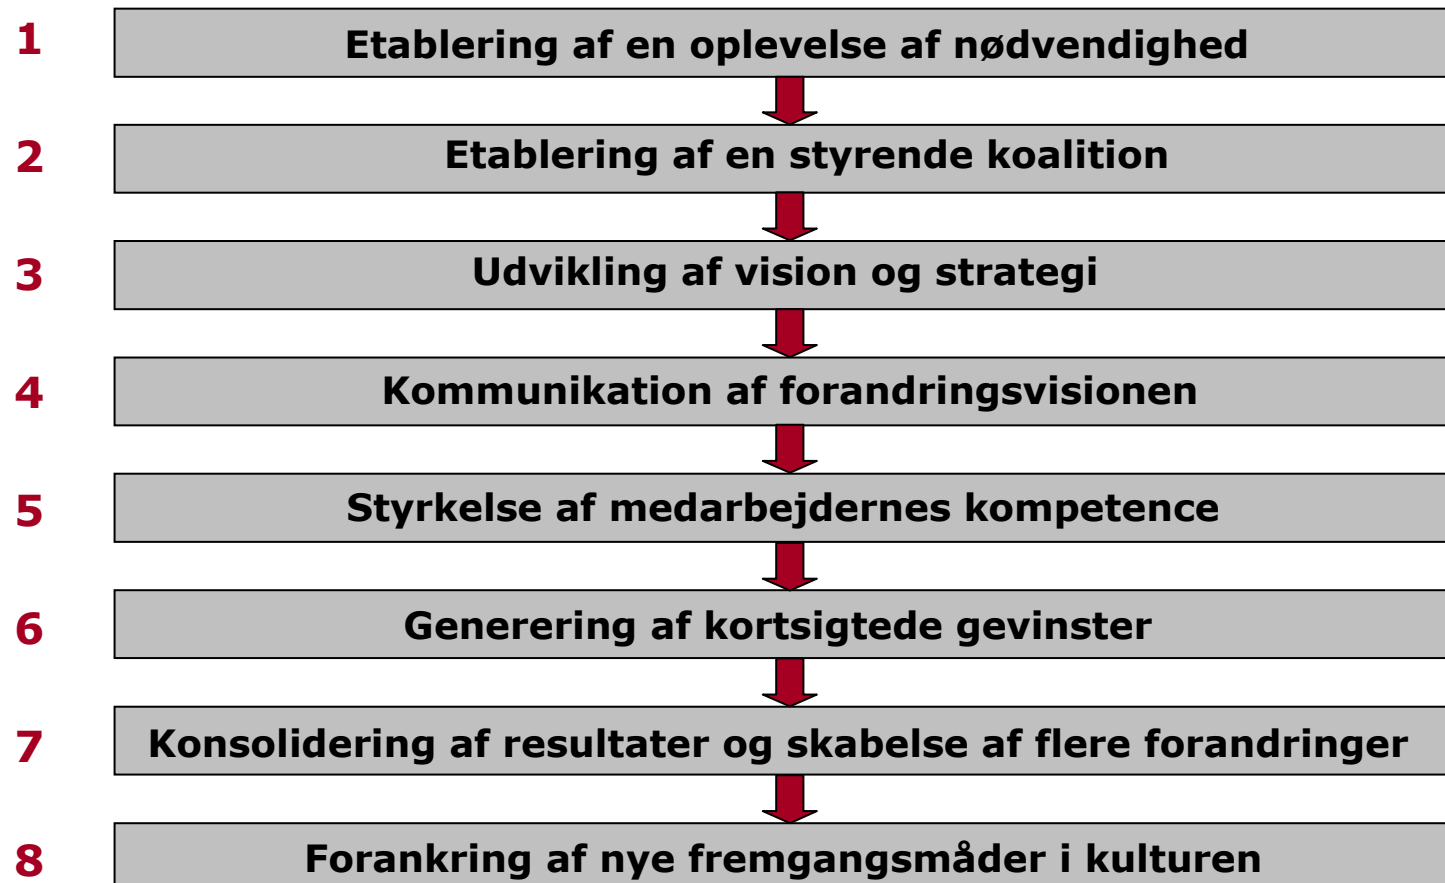 1 Etablering af en oplevelse af nødvendighed
2 Etablering af en styrende koalition
3 Udvikling af vision og strategi
4 Kommunikation af forandringsvisionen
5 Styrkelse af medarbejdernes kompetence
6 Generering af kortsigtede gevinster
7 Konsolidering af resultater og skabelse af flere forandringer
8 Forankring af nye fremgangsmåder i kulturen